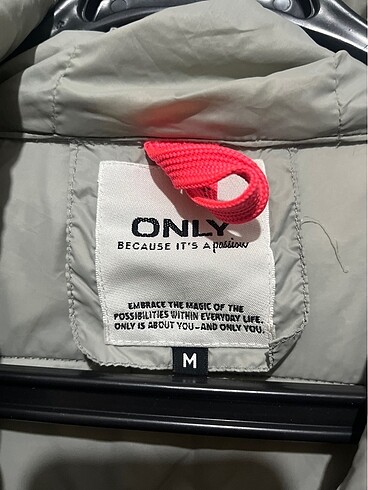 ONLY
BECAUSE IT'S A passion
EMBRACE THE MAGIC OF THE
POSSIBILITIES WITHIN EVERYDAY LIFE.
ONLY IS ABOUT YOU-AND ONLY YOU.
M